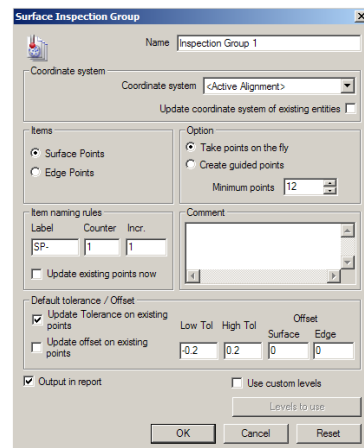 Surface Inspection Group
Name Inspection Group 1
Coordinate system
Coordinate system <Active Alignment>
Update coordinate system of existing entities
Items
Surface Points
Edge Points
Option
Take points on the fly
Create guided points
Minimum points 12
Item naming rules
Label Counter Incr.
SP- 1 1
Update existing points now
Comment
Default tolerance / Offset
Update Tolerance on existing
points
Update offset on existing
points
Low Tol High Tol Offset
Surface Edge
-0.2 0.2 0 0
Output in report
Use custom levels
Levels to use
OK Cancel Reset